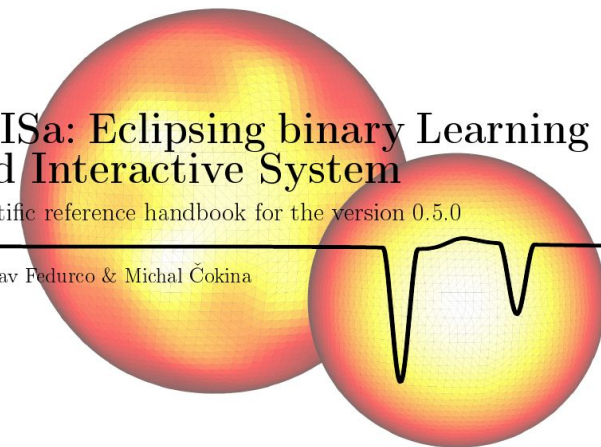 ISa: Eclipsing binary Learning
d Interactive System
tific reference handbook for the version 0.5.0
av Fedurco & Michal Čokina